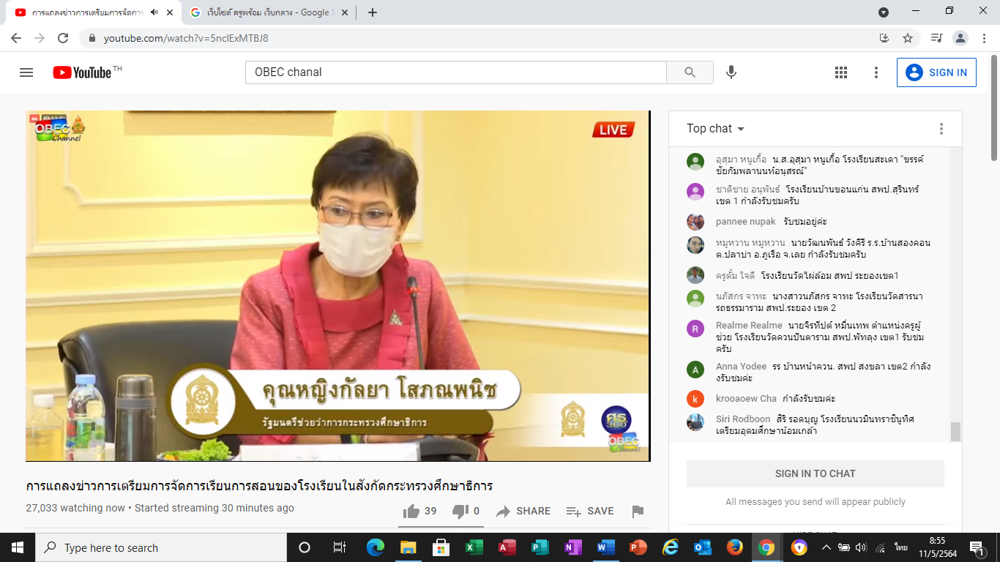 การแถลงข่าวการเตรียมการจัดการ
เว็บไซต์ ครูพร้อม เว็บกลาง - Google S
youtube.com/watch?v=5nclExMTBJ8
YouTube TH
OBEC chanal
SIGN IN
OBEC
Channel
LIVE
คุณหญิงกัลยา โสภณพนิช
รัฐมนตรีช่วยว่าการกระทรวงศึกษาธิการ
ศธ
360°
OBEC
Channel
การแถลงข่าวการเตรียมการจัดการเรียนการสอนของโรงเรียนในสังกัดกระทรวงศึกษาธิการ
27,033 watching now • Started streaming 30 minutes ago
39
0
SHARE
SAVE
Top chat
อุสุมา หนูเกื้อ น.ส.อุสุมา หนูเกื้อ โรงเรียนสะเดา "ขรรค์
ชัยกัมพลานนท์อนุสรณ์"
ชาติชาย อนุพันธ์ โรงเรียนบ้านขอนแก่น สพป.สุรินทร์
เขต 1 กำลังรับชมครับ
pannee nupak รับชมอยู่ค่ะ
หมูหวาน หมูหวาน นายวัฒนพันธ์ วังคีรี ร.ร.บ้านสองคอน
ต.ปลาบ่า อ.ภูเรือ จ.เลย กำลังรับชมครับ
ครูตั้ม ใจดี โรงเรียนวัดไผ่ล้อม สพป ระยองเขต1
นภัสกร จาทะ นางสาวนภัสกร จาทะ โรงเรียนวัดสารนา
รถธรรมาราม สพป.ระยอง เขต 2
Realme Realme นายจิรทีปต์ หมื่นเทพ ตำแหน่งครูผู้
ช่วย โรงเรียนวัดควนปันตาราม สพป.พัทลุง เขต1 รับชม
ครับ
Anna Yodee รร บ้านหน้าควน. สพป สงขลา เขต2 กำลั
งรับชมค่ะ
krooaoew Cha กำลังรับชมค่ะ
Siri Rodboon สิริ รอดบุญ โรงเรียนนวมินทราชินูทิศ
เตรียมอุดมศึกษาน้อมเกล้า
SIGN IN TO CHAT
All messages you send will appear publicly
HIDE CHAT
Type here to search
ไทย
8:55
11/5/2564
1